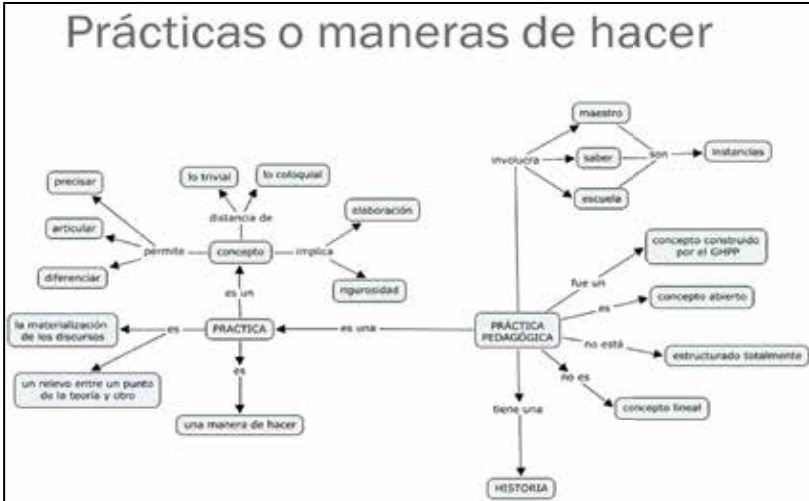 Prácticas o maneras de hacer
maestro
involucra
saber
son
instancias
escuela
precisar
lo trivial
lo coloquial
articular
distancia de
elaboración
permite
concepto
implica
diferenciar
rigurosidad
es un
concepto construido
por el GHPP
fue un
es
concepto abierto
la materialización
de los discursos
es
PRACTICA
es una
PRÁCTICA
PEDAGÓGICA
no está
estructurado totalmente
un relevo entre un punto
de la teoría y otro
es
no es
concepto lineal
una manera de hacer
tiene una
HISTORIA